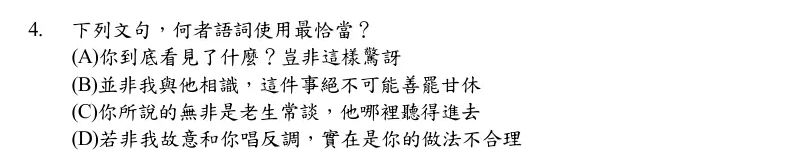 4. 下列文句，何者語詞使用最恰當？
(A)你到底看見了什麼？豈非這樣驚訝
(B)並非我與他相識，這件事絕不可能善罷甘休
(C)你所說的無非是老生常談，他哪裡聽得進去
(D)若非我故意和你唱反調，實在是你的做法不合理